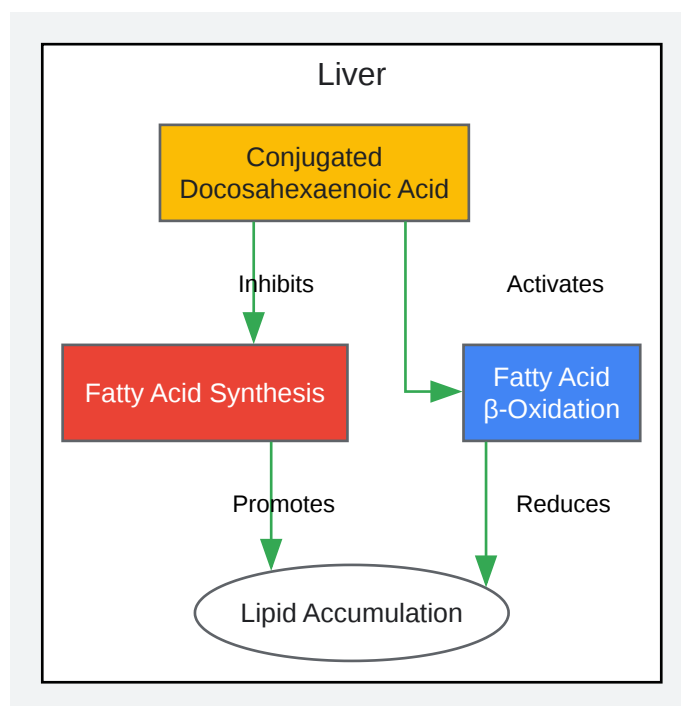 Liver
Conjugated
Docosahexaenoic Acid
Inhibits
Activates
Fatty Acid Synthesis
Fatty Acid
β-Oxidation
Promotes
Reduces
Lipid Accumulation